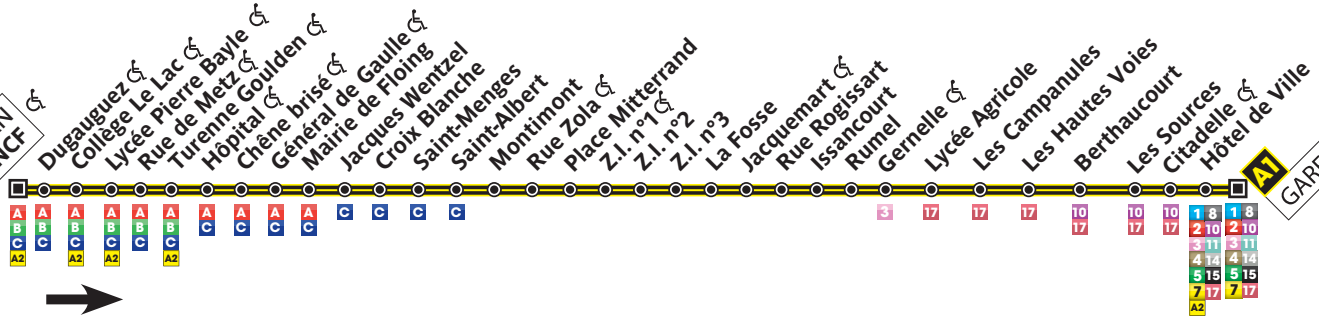 N
NCF
Dugauguez
Collège Le Lac
Lycée Pierre Bayle
Rue de Metz
Turenne Goulden
Hôpital
Chêne brisé
Général de Gaulle
Mairie de Floing
Jacques Wentzel
Croix Blanche
Saint-Menges
Saint-Albert
Montimont
Rue Zola
Place Mitterrand
Z.I. n°1
Z.I. n°2
Z.I. n°3
La Fosse
Jacquemart
Rue Rogissart
Issancourt
Rumel
Gernelle
Lycée Agricole
Les Campanules
Les Hautes Voies
Berthaucourt
Les Sources
Citadelle
Hôtel de Ville
A1
GAR
A A A A A A A A A A C C C C 3 17 17 17 10 10 10 1 8 1 8
B B B B B B C C C C 17 17 17 2 10 2 10
C C C C C C 3 11 3 11
A2 A2 A2 A2 4 14 4 14
5 15 5 15
7 17 7 17
A2